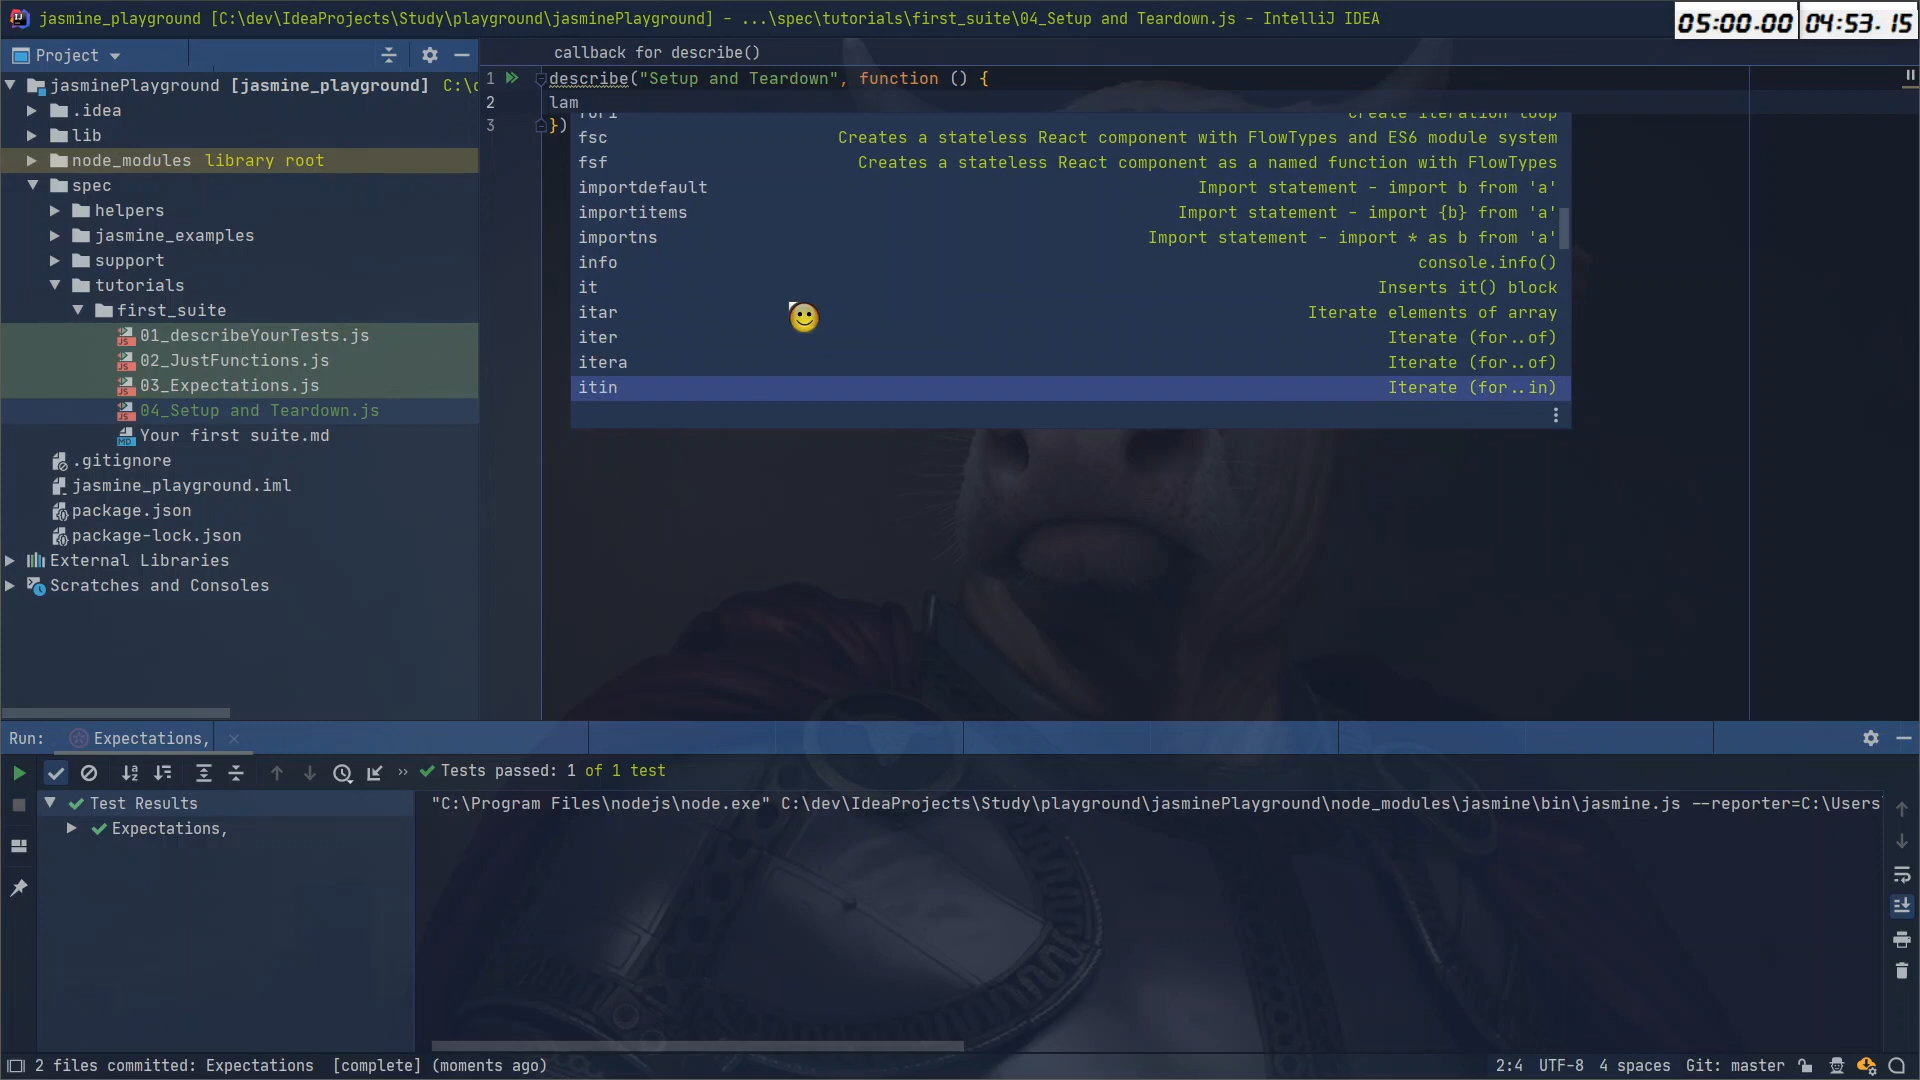 jasmine_playground [C:\dev\IdeaProjects\Study\playground\jasminePlayground] - ...\spec\tutorials\first_suite\04_Setup and Teardown.js - IntelliJ IDEA
05:00.00 04:53.15
Project
callback for describe()
jasminePlayground [jasmine_playground]
.idea
lib
node_modules library root
spec
helpers
jasmine_examples
support
tutorials
first_suite
01_describeYourTests.js
02_JustFunctions.js
03_Expectations.js
04_Setup and Teardown.js
Your first suite.md
.gitignore
jasmine_playground.iml
package.json
package-lock.json
External Libraries
Scratches and Consoles
1 describe("Setup and Teardown", function () {
2 lam
3 })
fori Create iteration loop
fsc Creates a stateless React component with FlowTypes and ES6 module system
fsf Creates a stateless React component as a named function with FlowTypes
importdefault Import statement - import b from 'a'
importitems Import statement - import {b} from 'a'
importns Import statement - import * as b from 'a'
info console.info()
it Inserts it() block
itar Iterate elements of array
iter Iterate (for..of)
itera Iterate (for..of)
itin Iterate (for..in)
Run: Expectations,
Tests passed: 1 of 1 test
Test Results
Expectations,
"C:\Program Files\nodejs\node.exe" C:\dev\IdeaProjects\Study\playground\jasminePlayground\node_modules\jasmine\bin\jasmine.js --reporter=C:\Users
2 files committed: Expectations [complete] (moments ago)
2:4 UTF-8 4 spaces Git: master